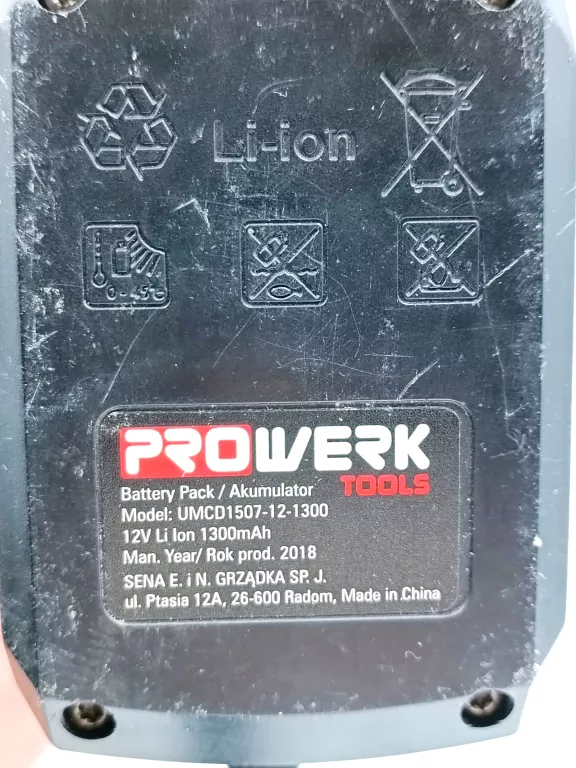 Li-ion
0-45°C
PROWERK
TOOLS
Battery Pack / Akumulator
Model: UMCD1507-12-1300
12V Li Ion 1300mAh
Man. Year/ Rok prod. 2018
SENA E. i N. GRZĄDKA SP. J.
ul. Ptasia 12A, 26-600 Radom, Made in China